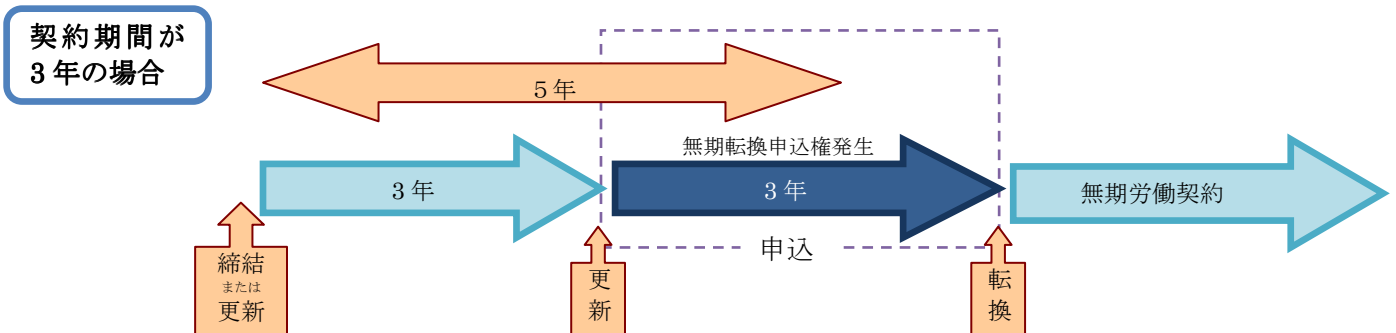 契約期間が
3年の場合
5年
無期転換申込権発生
3年
3年
無期労働契約
申込
締結
または
更新
更
新
転
換